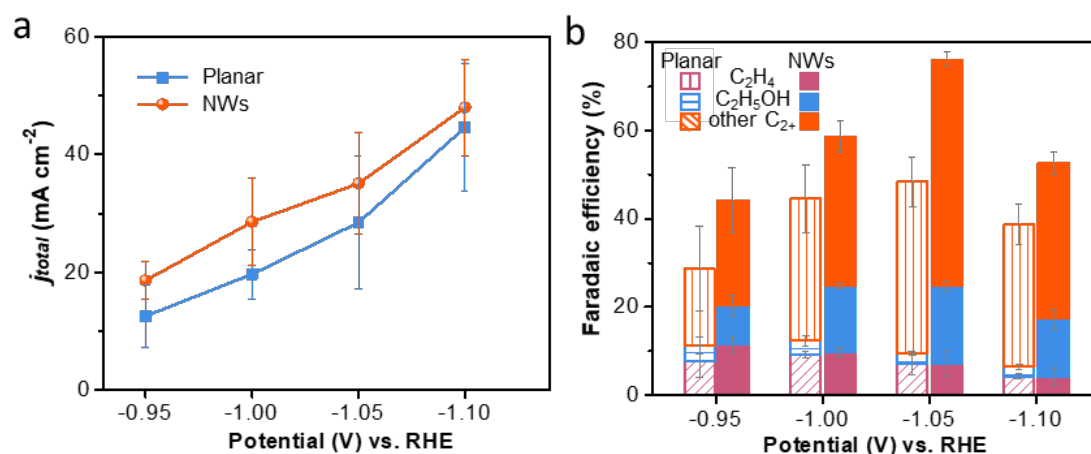 a
60
40
20
0
j_total (mA cm⁻²)
Planar
NWs
-0.95 -1.00 -1.05 -1.10
Potential (V) vs. RHE
b
80
60
40
20
0
Faradaic efficiency (%)
Planar NWs
C₂H₄
C₂H₅OH
other C₂₊
-0.95 -1.00 -1.05 -1.10
Potential (V) vs. RHE